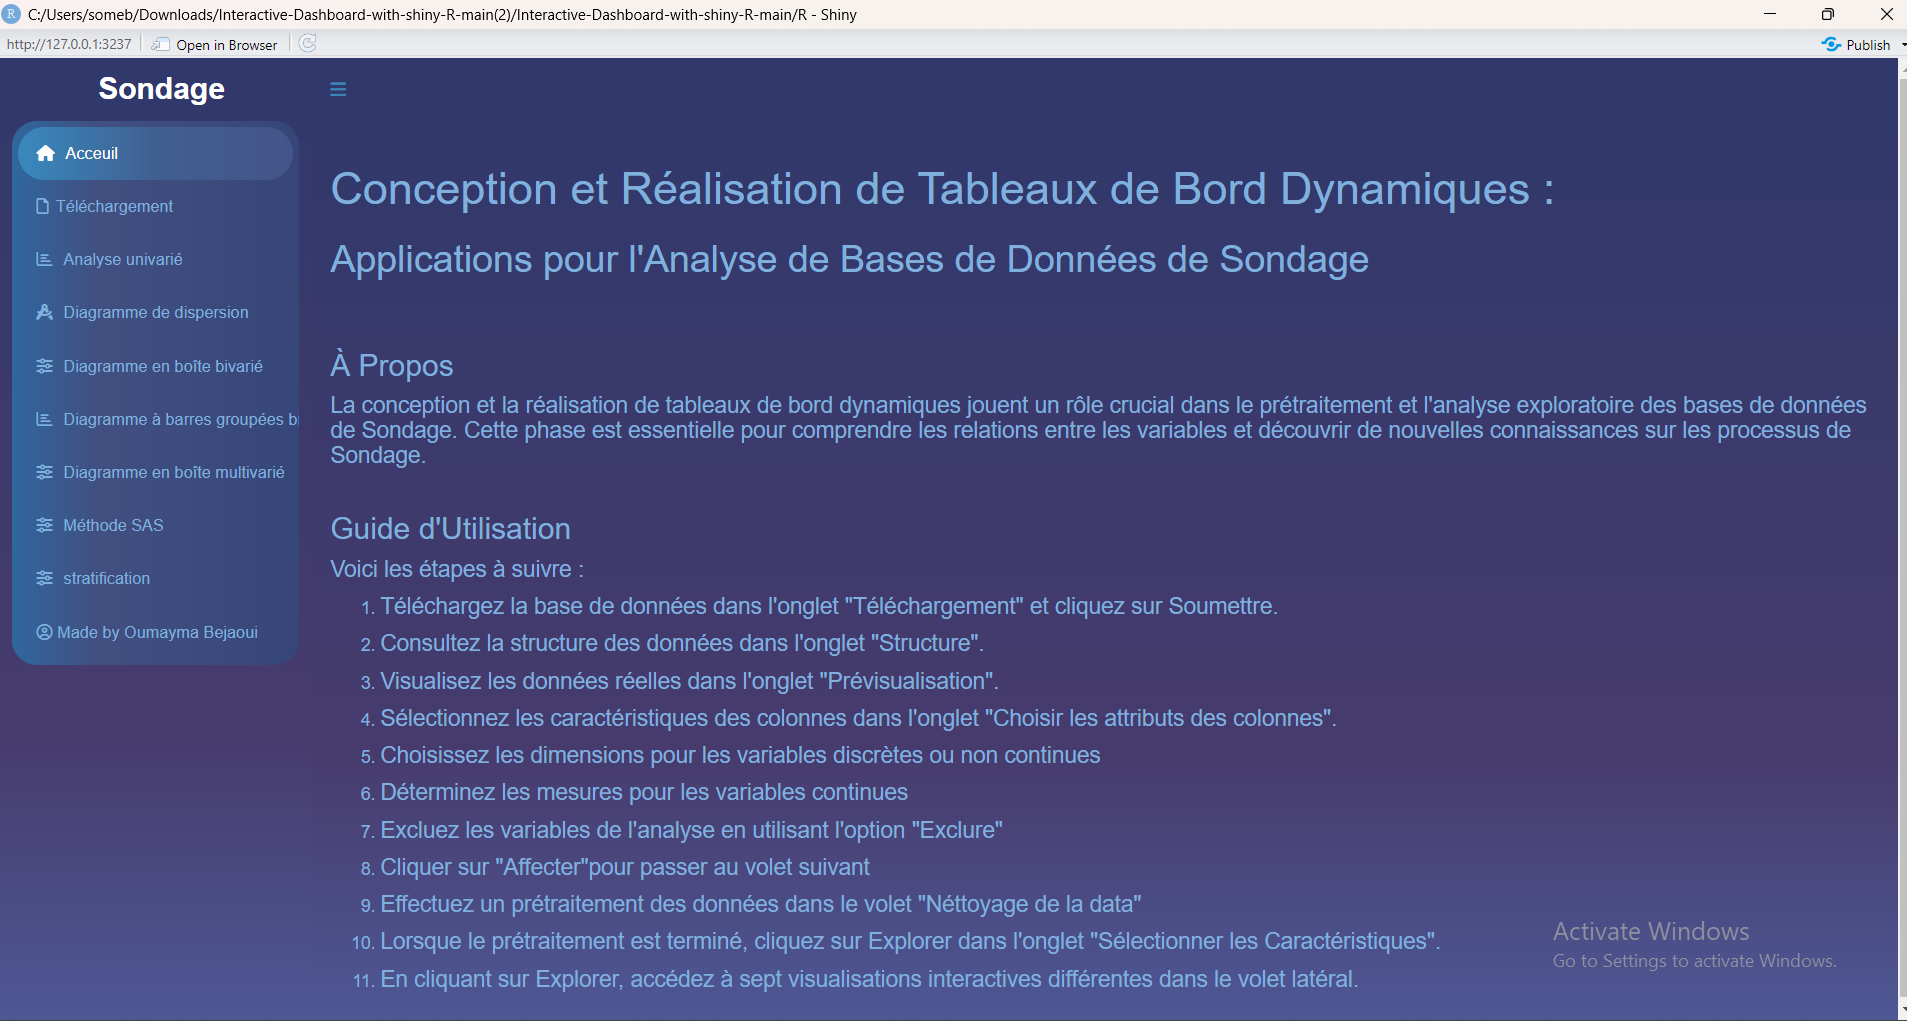 R C:/Users/someb/Downloads/Interactive-Dashboard-with-shiny-R-main(2)/Interactive-Dashboard-with-shiny-R-main/R - Shiny
http://127.0.0.1:3237 Open in Browser Publish
Sondage
Acceuil
Téléchargement
Analyse univarié
Diagramme de dispersion
Diagramme en boîte bivarié
Diagramme à barres groupées bi
Diagramme en boîte multivarié
Méthode SAS
stratification
Made by Oumayma Bejaoui
Conception et Réalisation de Tableaux de Bord Dynamiques :
Applications pour l'Analyse de Bases de Données de Sondage
À Propos
La conception et la réalisation de tableaux de bord dynamiques jouent un rôle crucial dans le prétraitement et l'analyse exploratoire des bases de données
de Sondage. Cette phase est essentielle pour comprendre les relations entre les variables et découvrir de nouvelles connaissances sur les processus de
Sondage.
Guide d'Utilisation
Voici les étapes à suivre :
1. Téléchargez la base de données dans l'onglet "Téléchargement" et cliquez sur Soumettre.
2. Consultez la structure des données dans l'onglet "Structure".
3. Visualisez les données réelles dans l'onglet "Prévisualisation".
4. Sélectionnez les caractéristiques des colonnes dans l'onglet "Choisir les attributs des colonnes".
5. Choisissez les dimensions pour les variables discrètes ou non continues
6. Déterminez les mesures pour les variables continues
7. Excluez les variables de l'analyse en utilisant l'option "Exclure"
8. Cliquer sur "Affecter"pour passer au volet suivant
9. Effectuez un prétraitement des données dans le volet "Néttoyage de la data"
10. Lorsque le prétraitement est terminé, cliquez sur Explorer dans l'onglet "Sélectionner les Caractéristiques".
11. En cliquant sur Explorer, accédez à sept visualisations interactives différentes dans le volet latéral.
Activate Windows
Go to Settings to activate Windows.